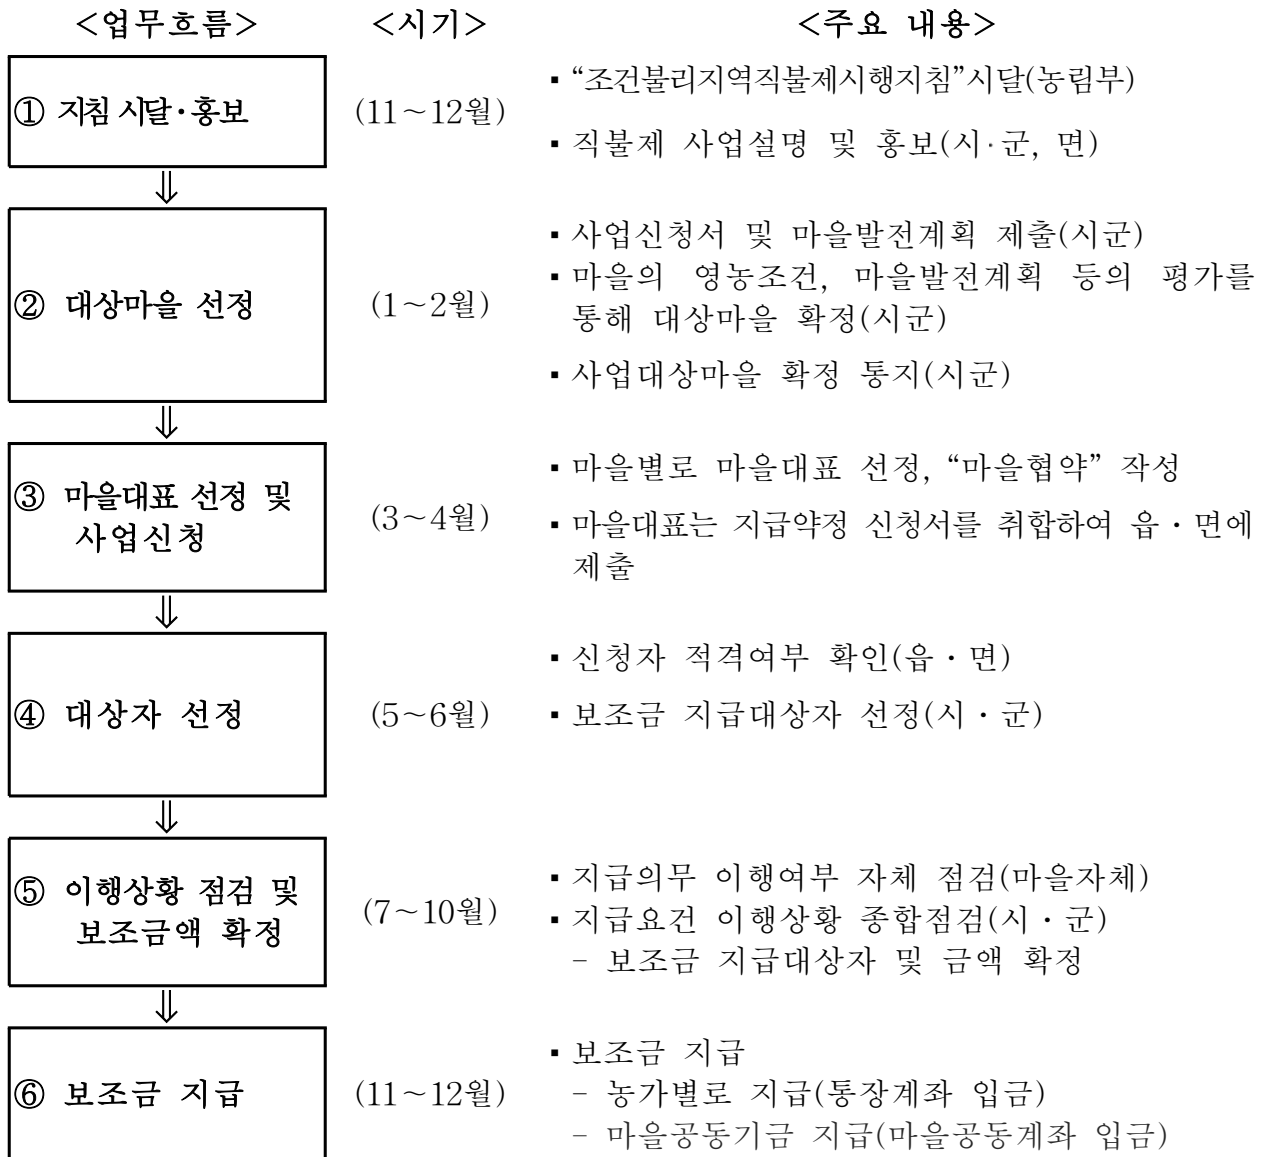 <업무흐름> <시기> <주요 내용>
① 지침 시달·홍보
(11~12월)
▪ “조건불리지역직불제시행지침”시달(농림부)
▪ 직불제 사업설명 및 홍보(시·군, 면)
⇓
② 대상마을 선정
(1~2월)
▪ 사업신청서 및 마을발전계획 제출(시군)
▪ 마을의 영농조건, 마을발전계획 등의 평가를
통해 대상마을 확정(시군)
▪ 사업대상마을 확정 통지(시군)
⇓
③ 마을대표 선정 및
사업신청
(3~4월)
▪ 마을별로 마을대표 선정, “마을협약” 작성
▪ 마을대표는 지급약정 신청서를 취합하여 읍·면에
제출
⇓
④ 대상자 선정
(5~6월)
▪ 신청자 적격여부 확인(읍·면)
▪ 보조금 지급대상자 선정(시·군)
⇓
⑤ 이행상황 점검 및
보조금액 확정
(7~10월)
▪ 지급의무 이행여부 자체 점검(마을자체)
▪ 지급요건 이행상황 종합점검(시·군)
- 보조금 지급대상자 및 금액 확정
⇓
⑥ 보조금 지급
(11~12월)
▪ 보조금 지급
- 농가별로 지급(통장계좌 입금)
- 마을공동기금 지급(마을공동계좌 입금)